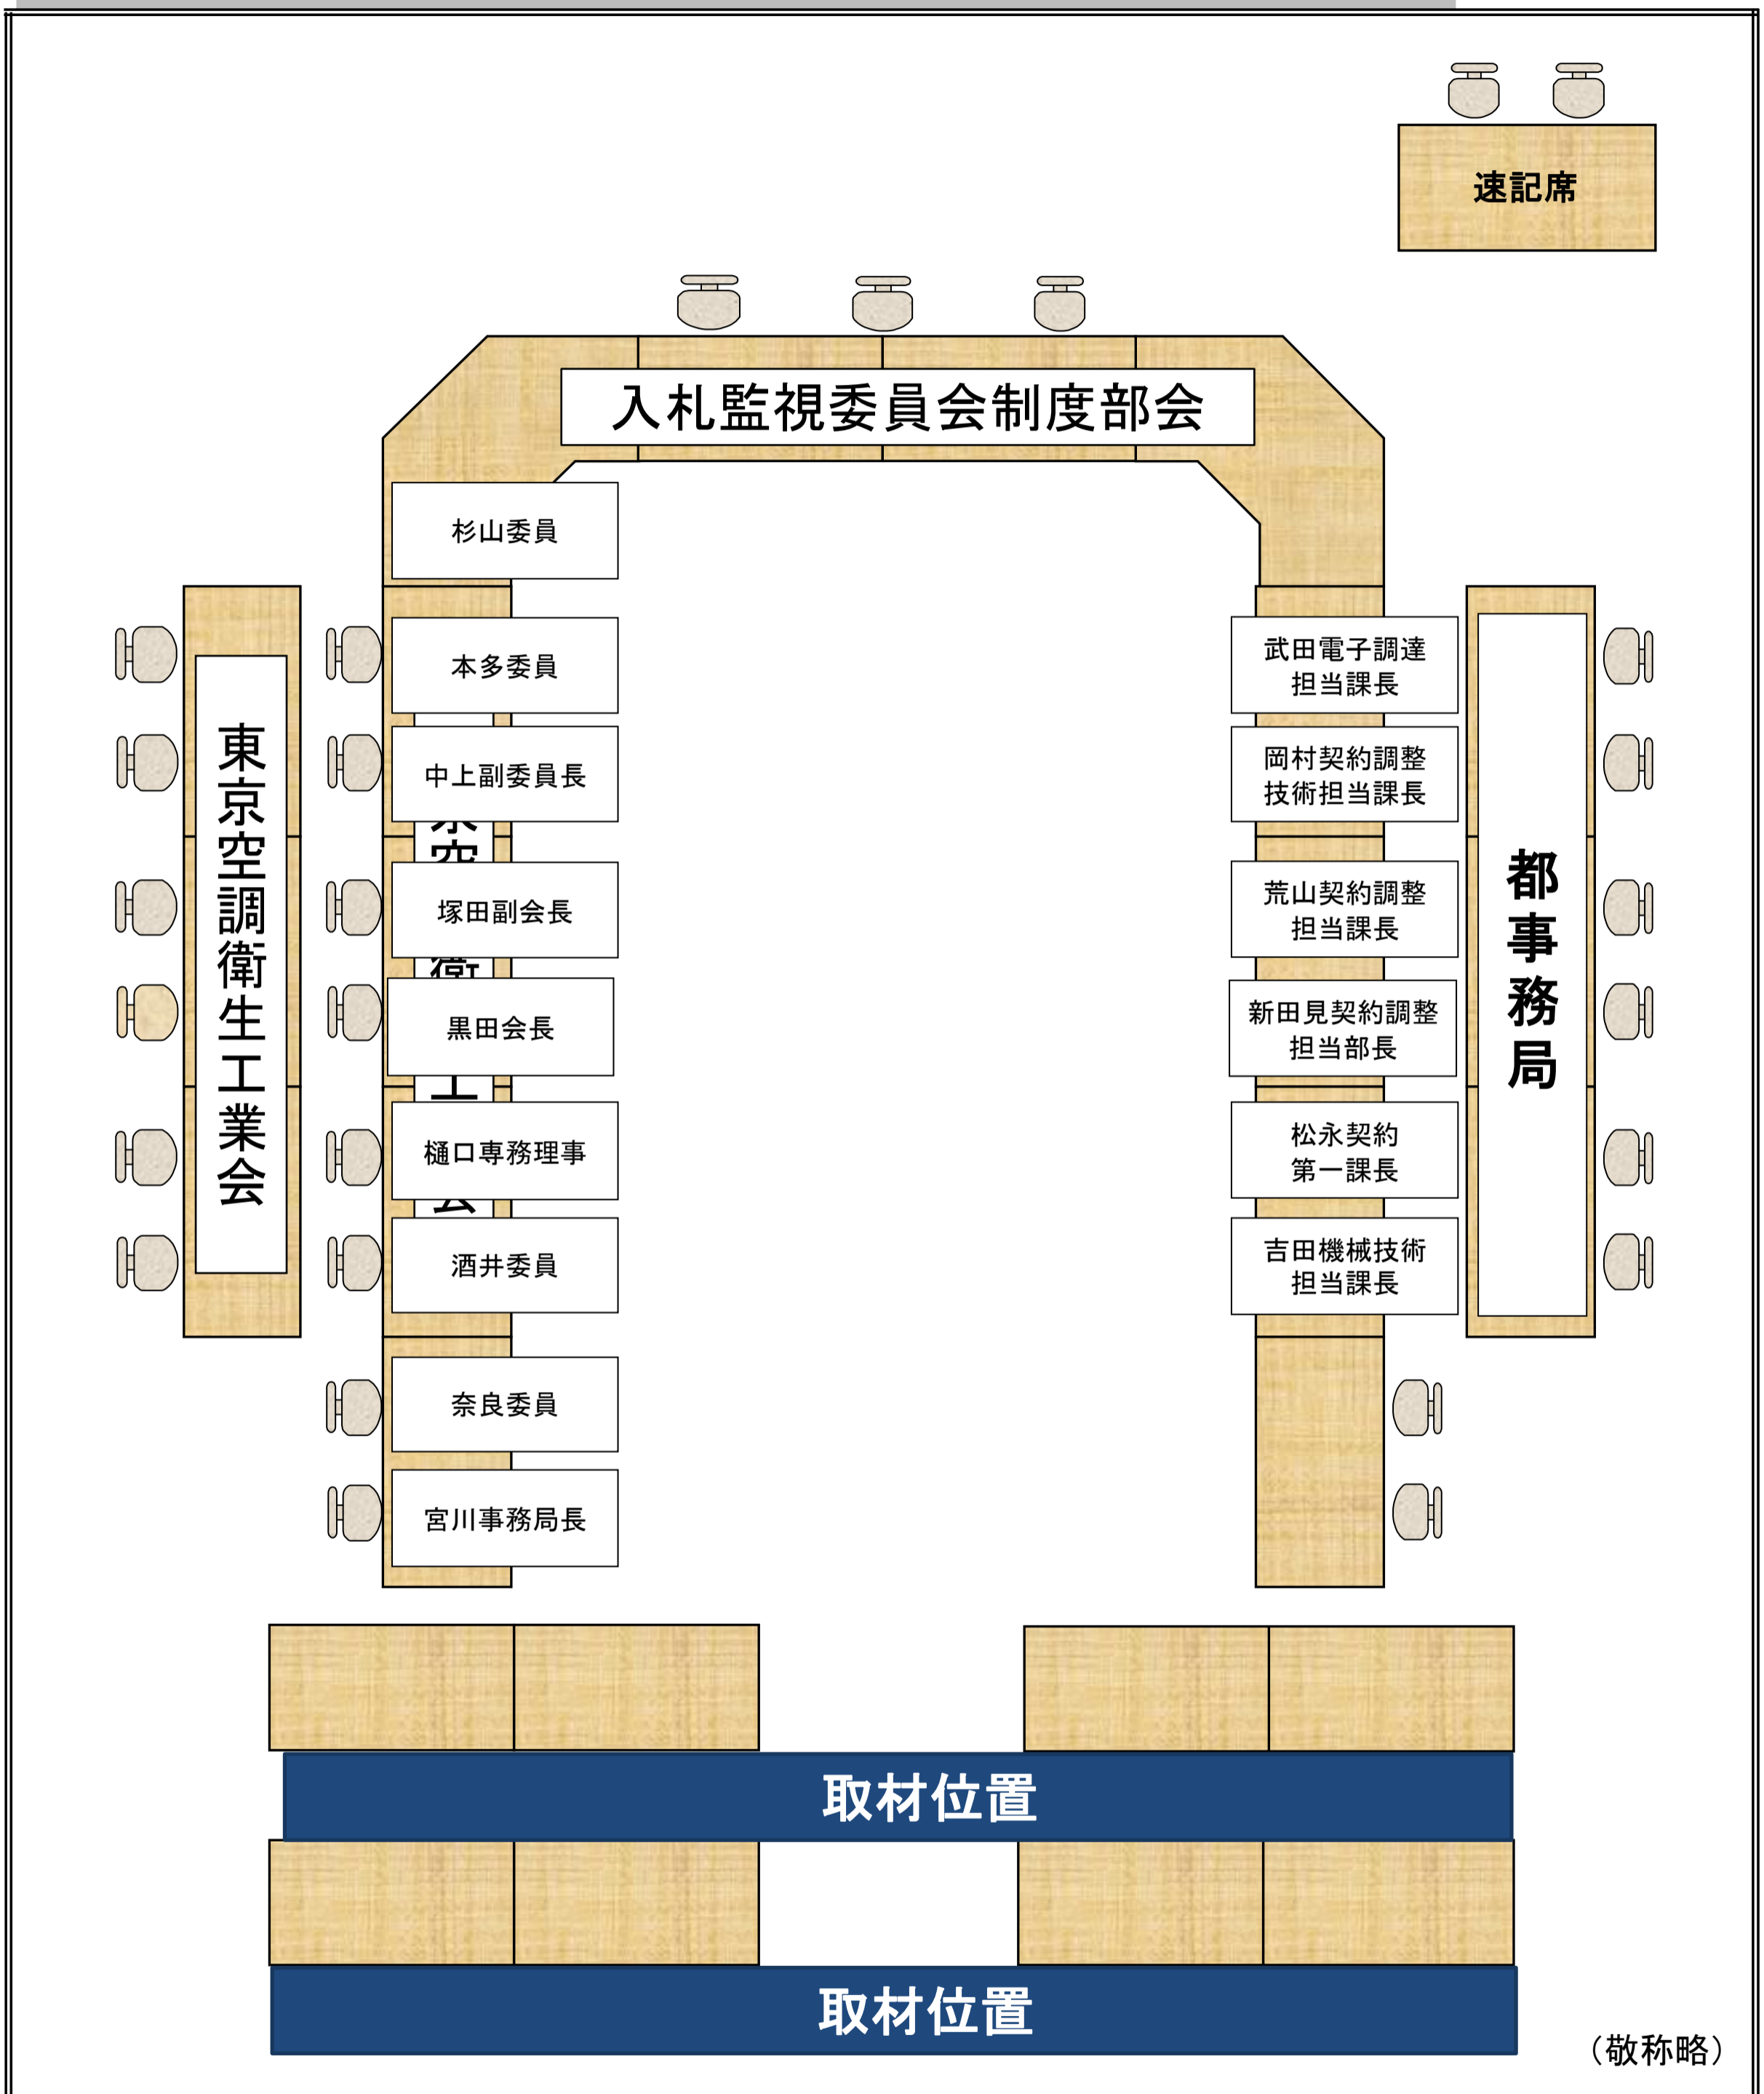 速記席
入札監視委員会制度部会
杉山委員
本多委員
中上副委員長
塚田副会長
黒田会長
樋口専務理事
酒井委員
奈良委員
宮川事務局長
東京空調衛生工業会
武田電子調達
担当課長
岡村契約調整
技術担当課長
荒山契約調整
担当課長
新田見契約調整
担当部長
松永契約
第一課長
吉田機械技術
担当課長
都事務局
取材位置
取材位置
（敬称略）